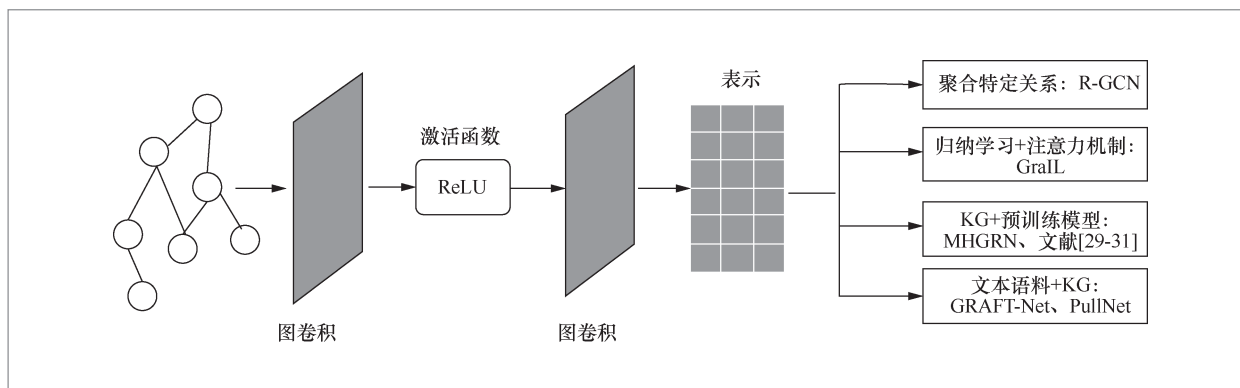 激活函数
ReLU
图卷积
图卷积
表示
聚合特定关系：R-GCN
归纳学习+注意力机制：
GraIL
KG+预训练模型：
MHGRN、文献[29-31]
文本语料+KG：
GRAFT-Net、PullNet